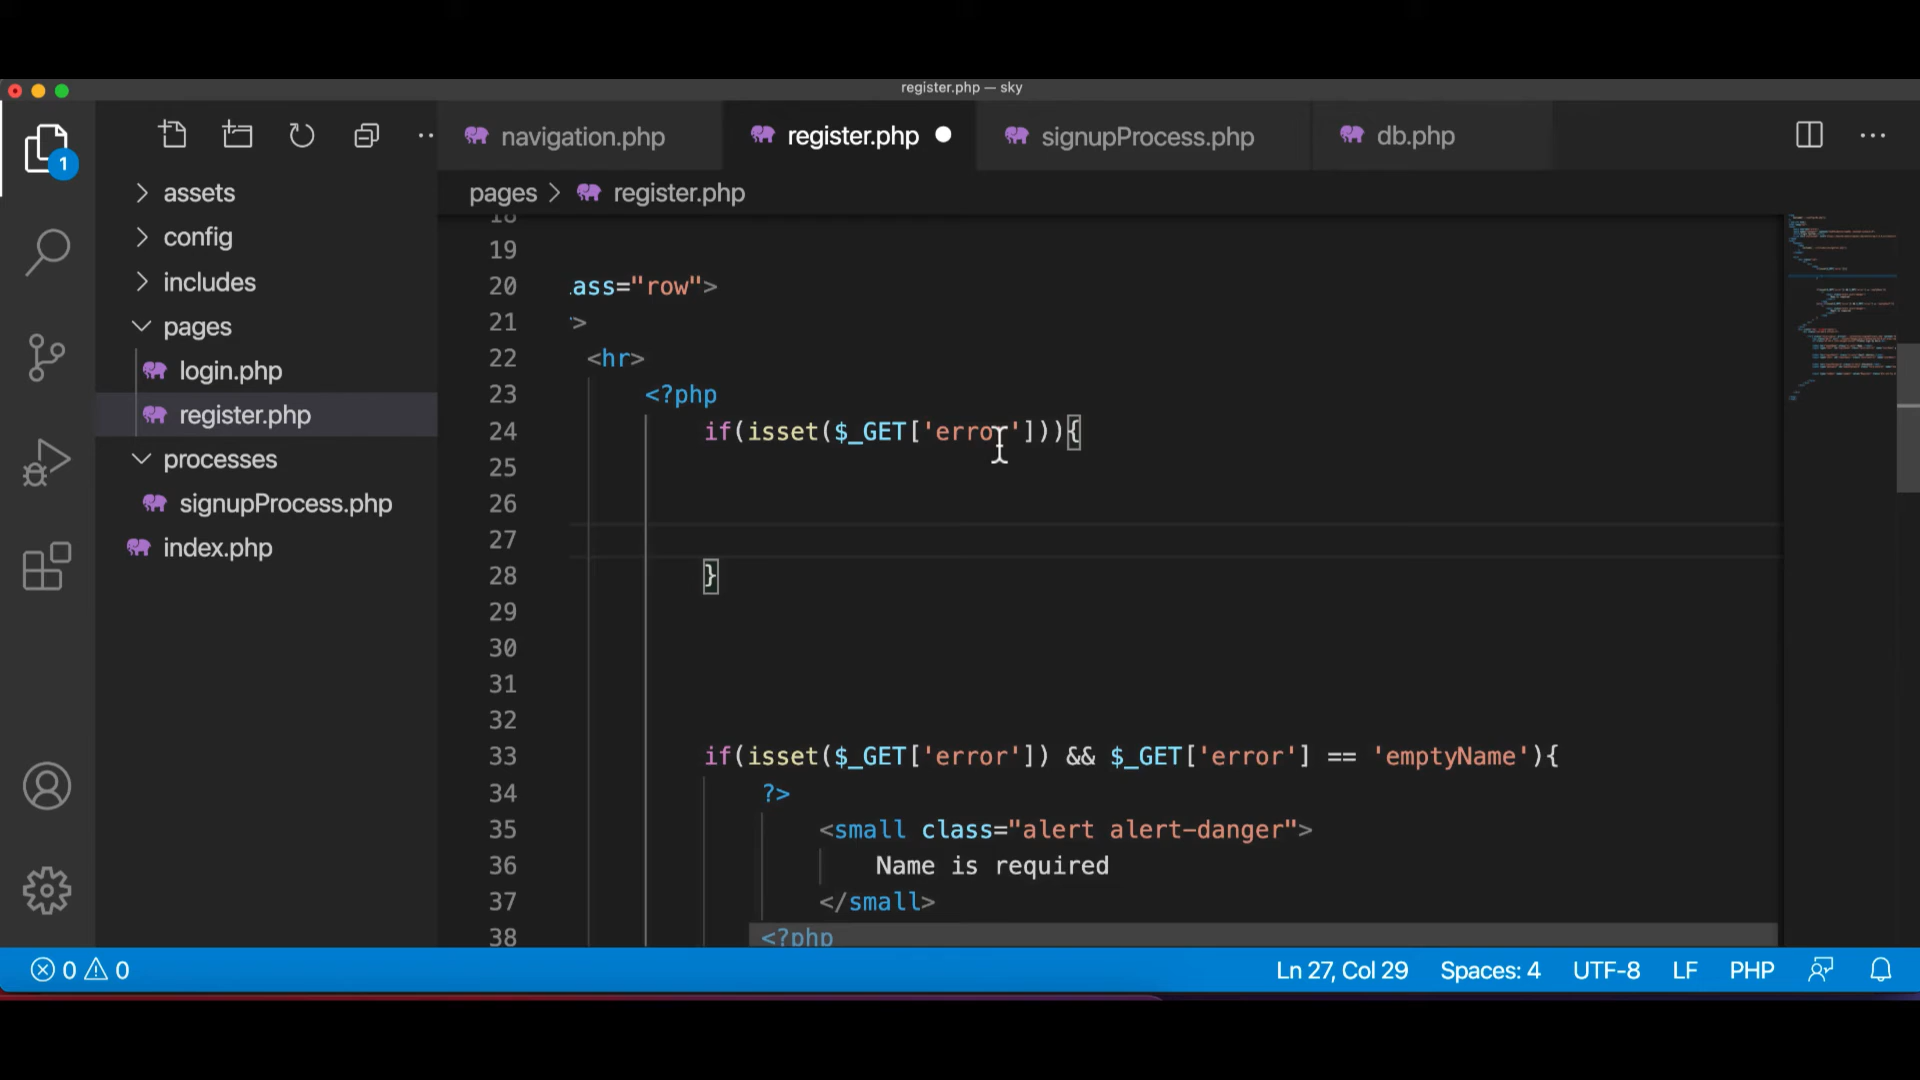 register.php — sky
navigation.php
register.php
signupProcess.php
db.php
pages > register.php
1
assets
config
includes
pages
login.php
register.php
processes
signupProcess.php
index.php
18
19
20 .ass="row">
21 >
22 <hr>
23 <?php
24 if(isset($_GET['error'])){
25
26
27
28 }
29
30
31
32
33 if(isset($_GET['error']) && $_GET['error'] == 'emptyName'){
34 ?>
35 <small class="alert alert-danger">
36 Name is required
37 </small>
38 <?php
0 0
Ln 27, Col 29
Spaces: 4
UTF-8
LF
PHP